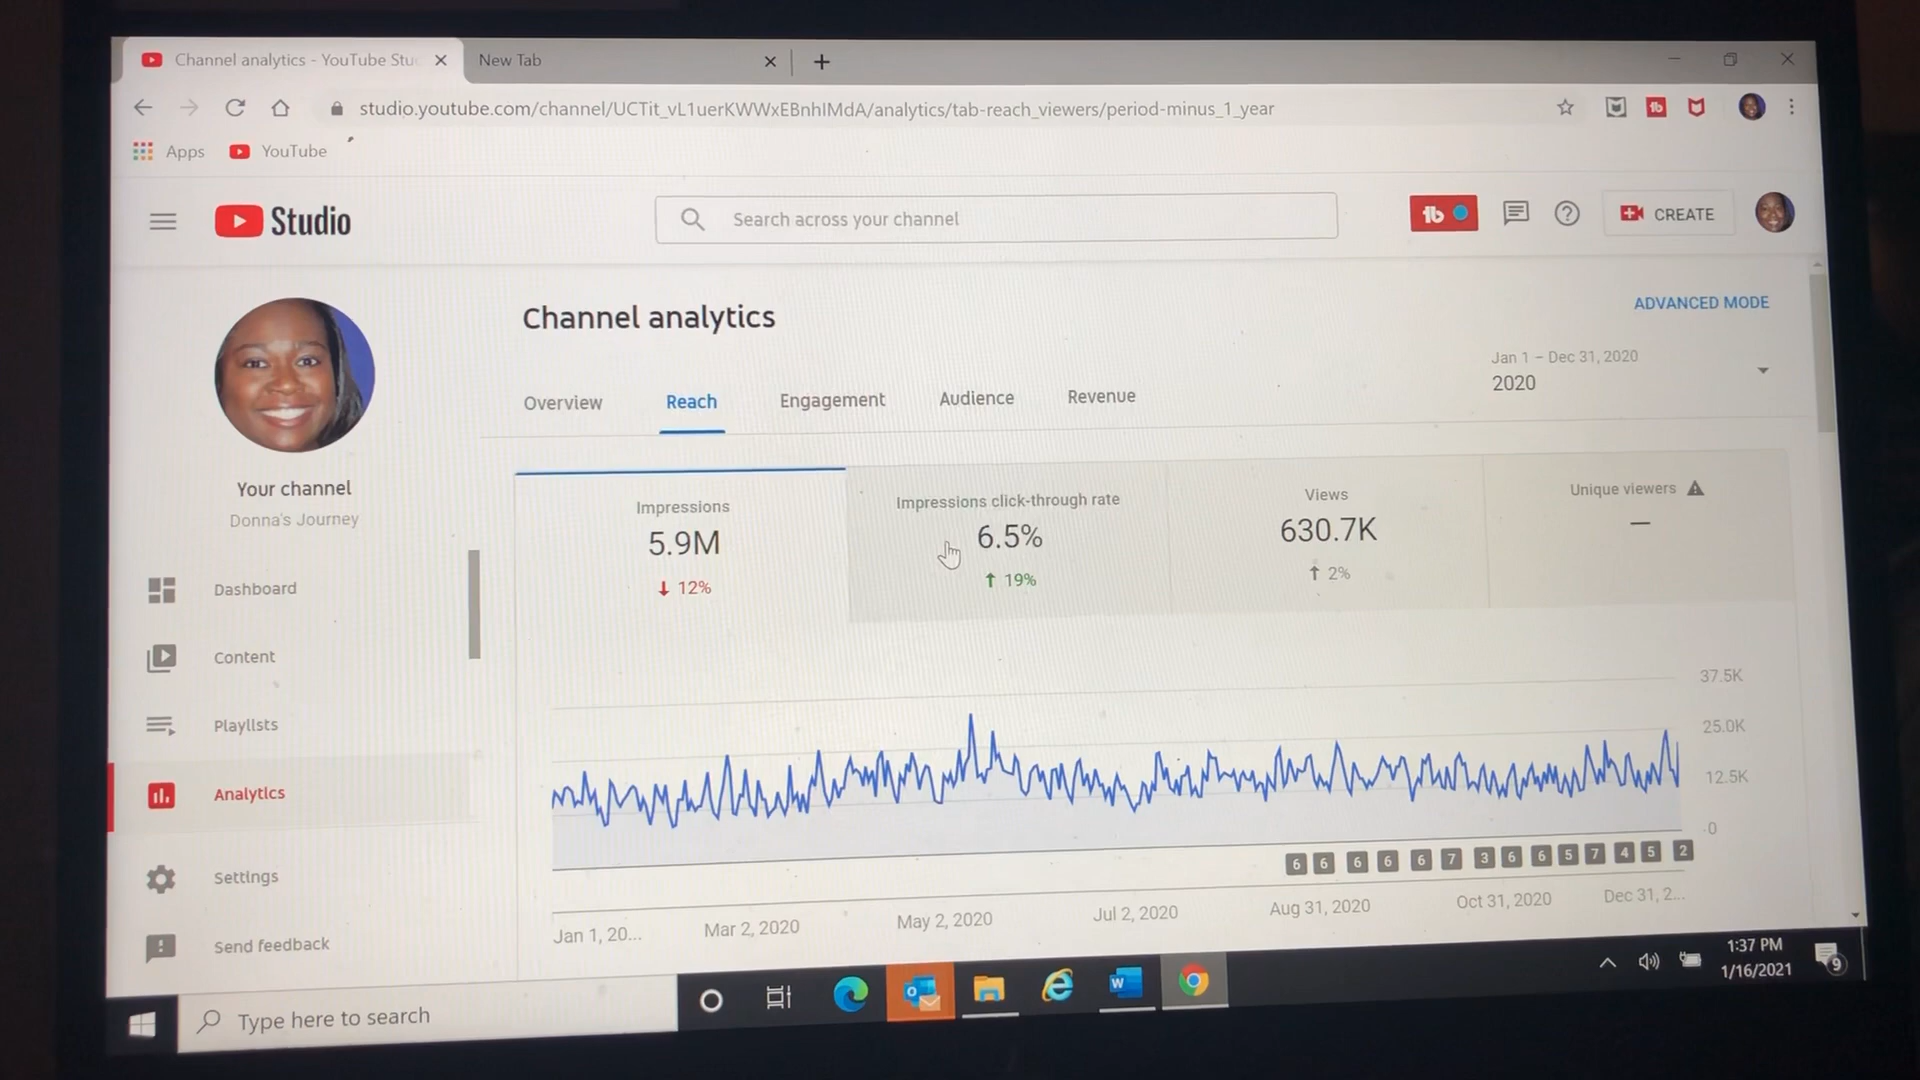 Channel analytics - YouTube Stu
New Tab
studio.youtube.com/channel/UCTit_vL1uerKWWxEBnhIMdA/analytics/tab-reach_viewers/period-minus_1_year
Apps
YouTube
Studio
Search across your channel
CREATE
Channel analytics
ADVANCED MODE
Jan 1 – Dec 31, 2020
2020
Overview
Reach
Engagement
Audience
Revenue
Your channel
Donna's Journey
Dashboard
Content
Playlists
Analytics
Settings
Send feedback
Impressions
5.9M
12%
Impressions click-through rate
6.5%
19%
Views
630.7K
2%
Unique viewers
—
37.5K
25.0K
12.5K
0
6 6 6 6 6 7 3 6 6 5 7 4 5 2
Jan 1, 20...
Mar 2, 2020
May 2, 2020
Jul 2, 2020
Aug 31, 2020
Oct 31, 2020
Dec 31, 2...
Type here to search
1:37 PM
1/16/2021
9